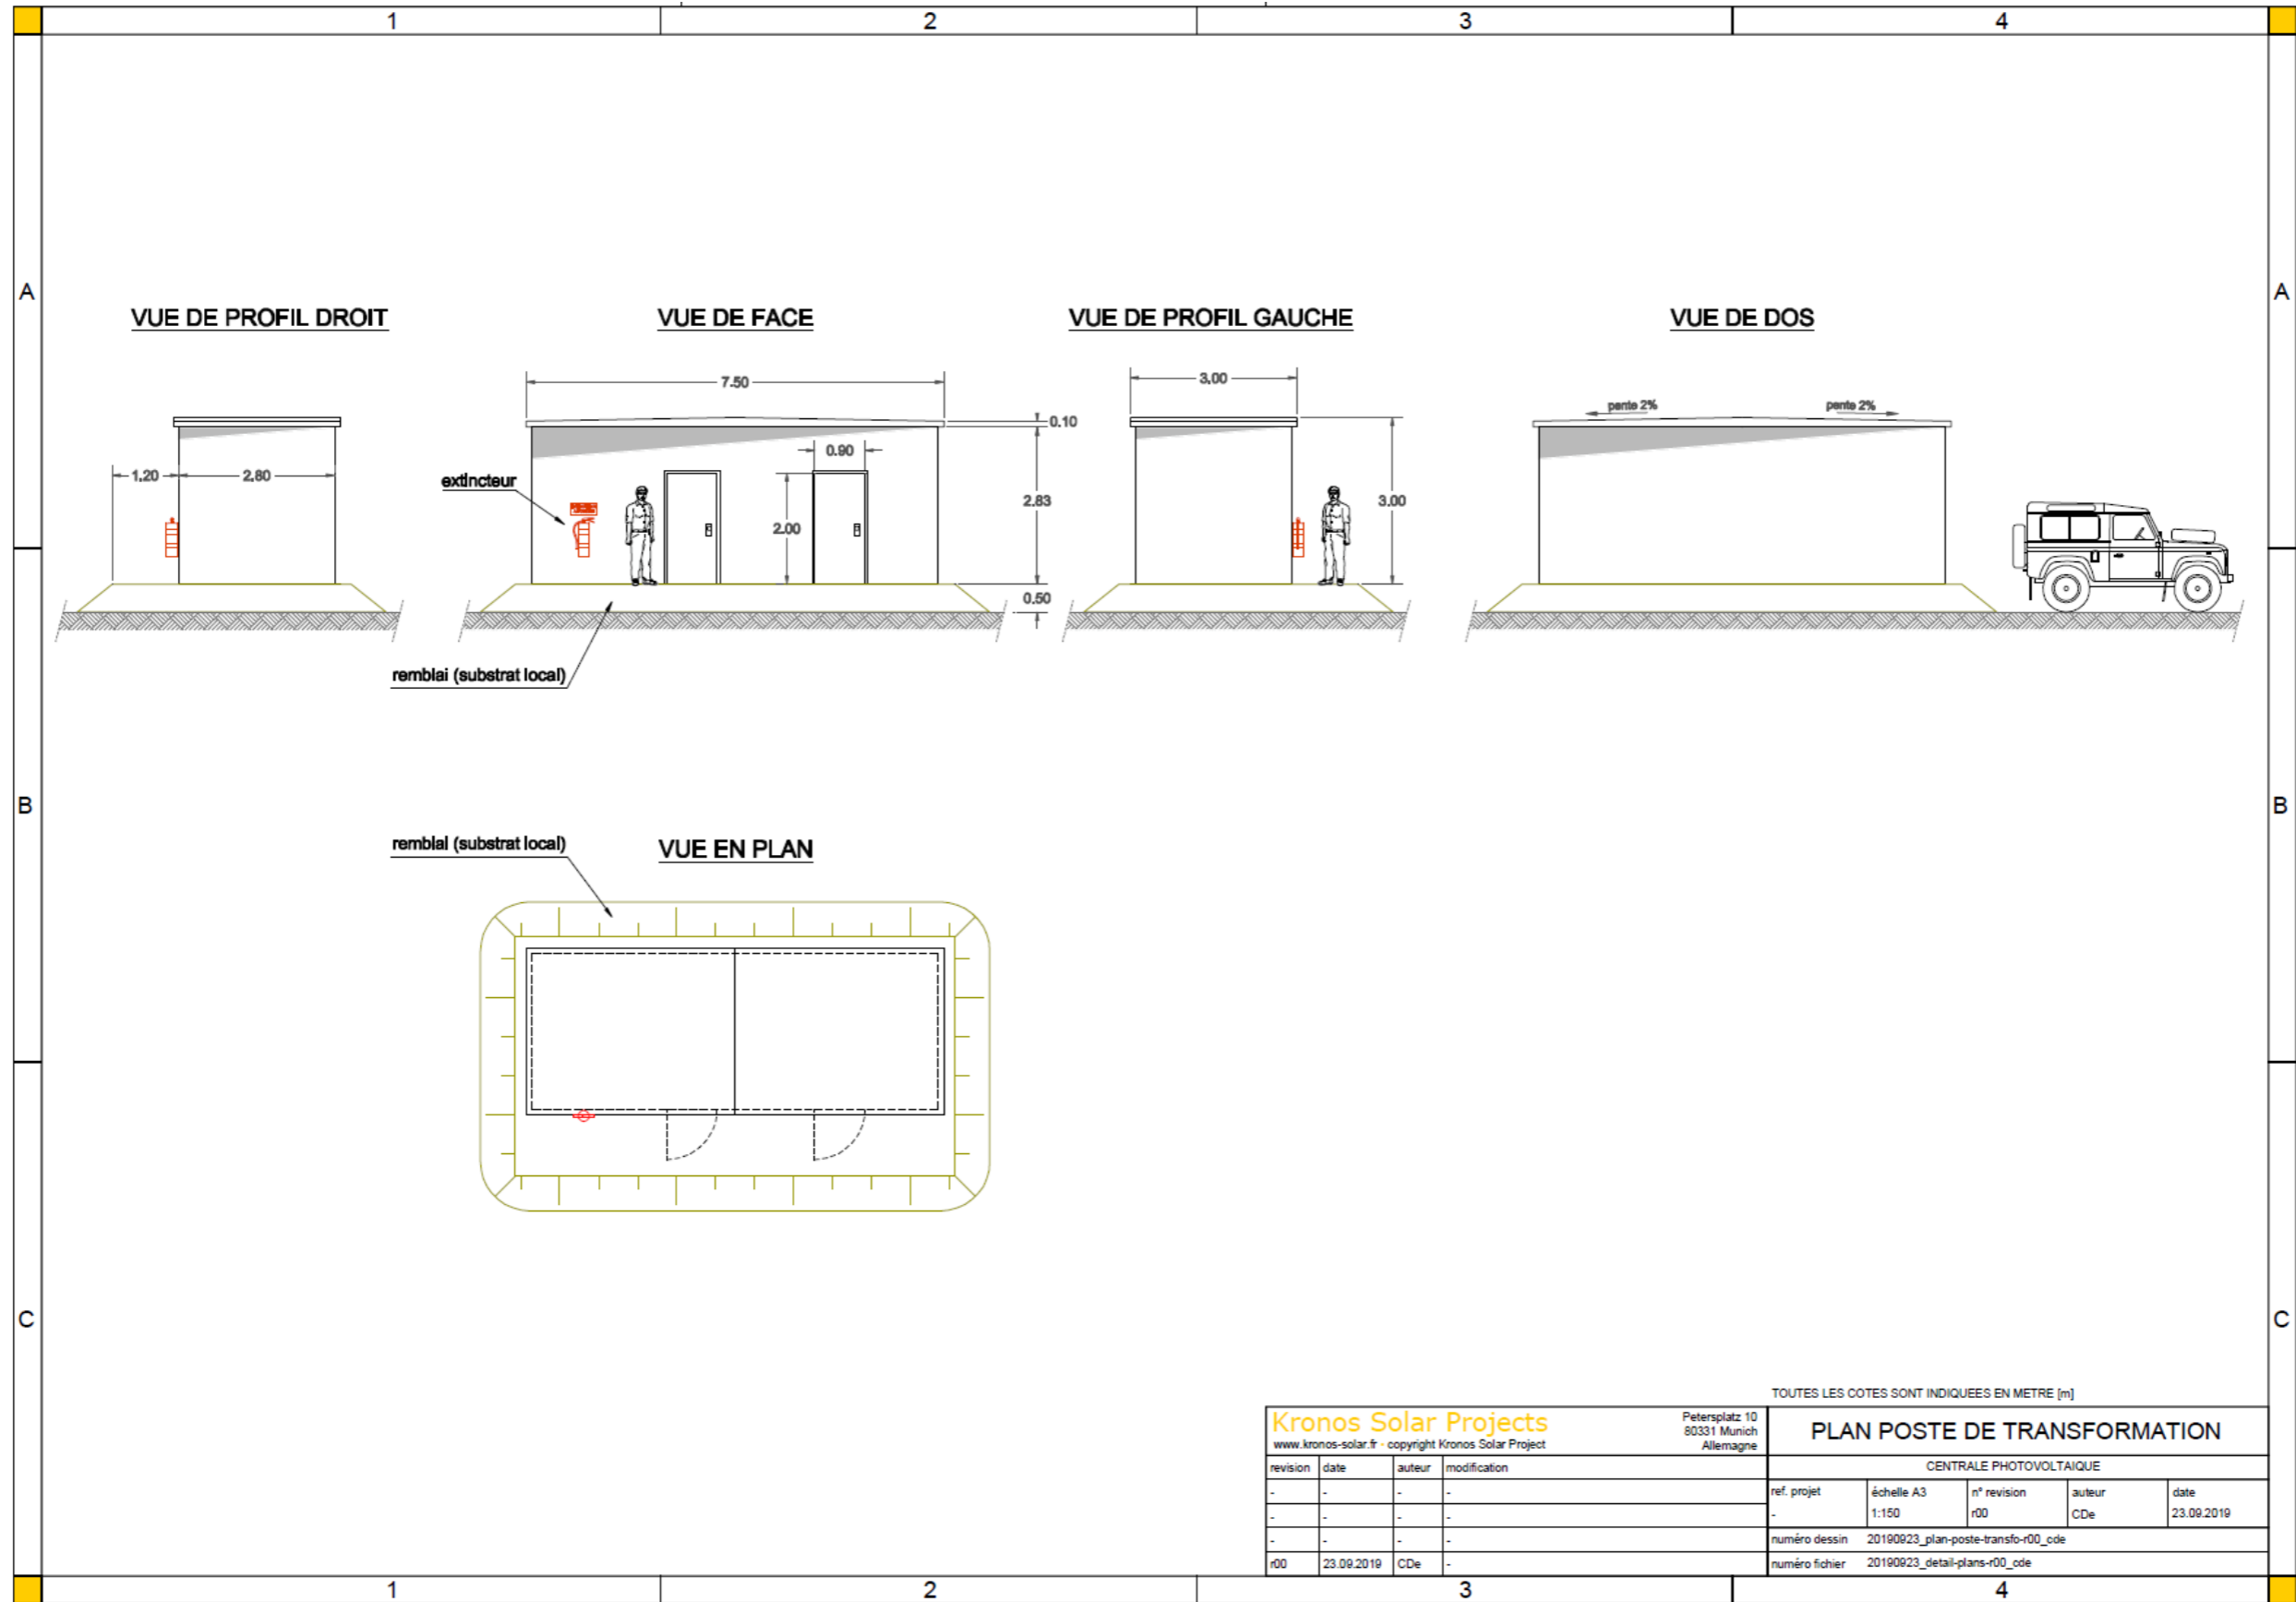 1 2 3 4
A A
VUE DE PROFIL DROIT VUE DE FACE VUE DE PROFIL GAUCHE VUE DE DOS
7.50 3.00
pente 2% pente 2%
0.10
0.90
1.20 2.80
extincteur
2.83 3.00
2.00
0.50
remblai (substrat local)
B B
remblai (substrat local) VUE EN PLAN
C C
TOUTES LES COTES SONT INDIQUEES EN METRE [m]
Kronos Solar Projects
www.kronos-solar.fr - copyright Kronos Solar Project
Petersplatz 10
80331 Munich
Allemagne
PLAN POSTE DE TRANSFORMATION
CENTRALE PHOTOVOLTAIQUE
revision date auteur modification
- - - -
- - - -
- - - -
r00 23.09.2019 CDe -
ref. projet échelle A3 n° revision auteur date
- 1:150 r00 CDe 23.09.2019
numéro dessin 20190923_plan-poste-transfo-r00_cde
numéro fichier 20190923_detail-plans-r00_cde
1 2 3 4